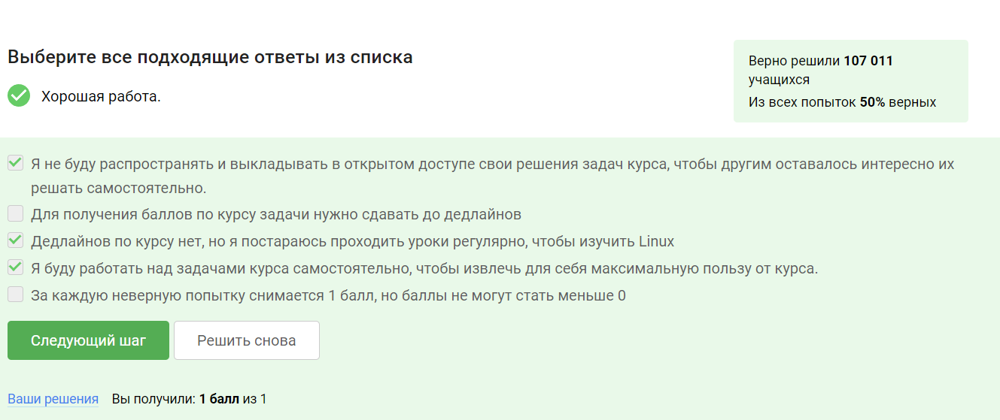 Выберите все подходящие ответы из списка
Хорошая работа.
Верно решили 107 011
учащихся
Из всех попыток 50% верных
Я не буду распространять и выкладывать в открытом доступе свои решения задач курса, чтобы другим оставалось интересно их
решать самостоятельно.
Для получения баллов по курсу задачи нужно сдавать до дедлайнов
Дедлайнов по курсу нет, но я постараюсь проходить уроки регулярно, чтобы изучить Linux
Я буду работать над задачами курса самостоятельно, чтобы извлечь для себя максимальную пользу от курса.
За каждую неверную попытку снимается 1 балл, но баллы не могут стать меньше 0
Следующий шаг
Решить снова
Ваши решения Вы получили: 1 балл из 1